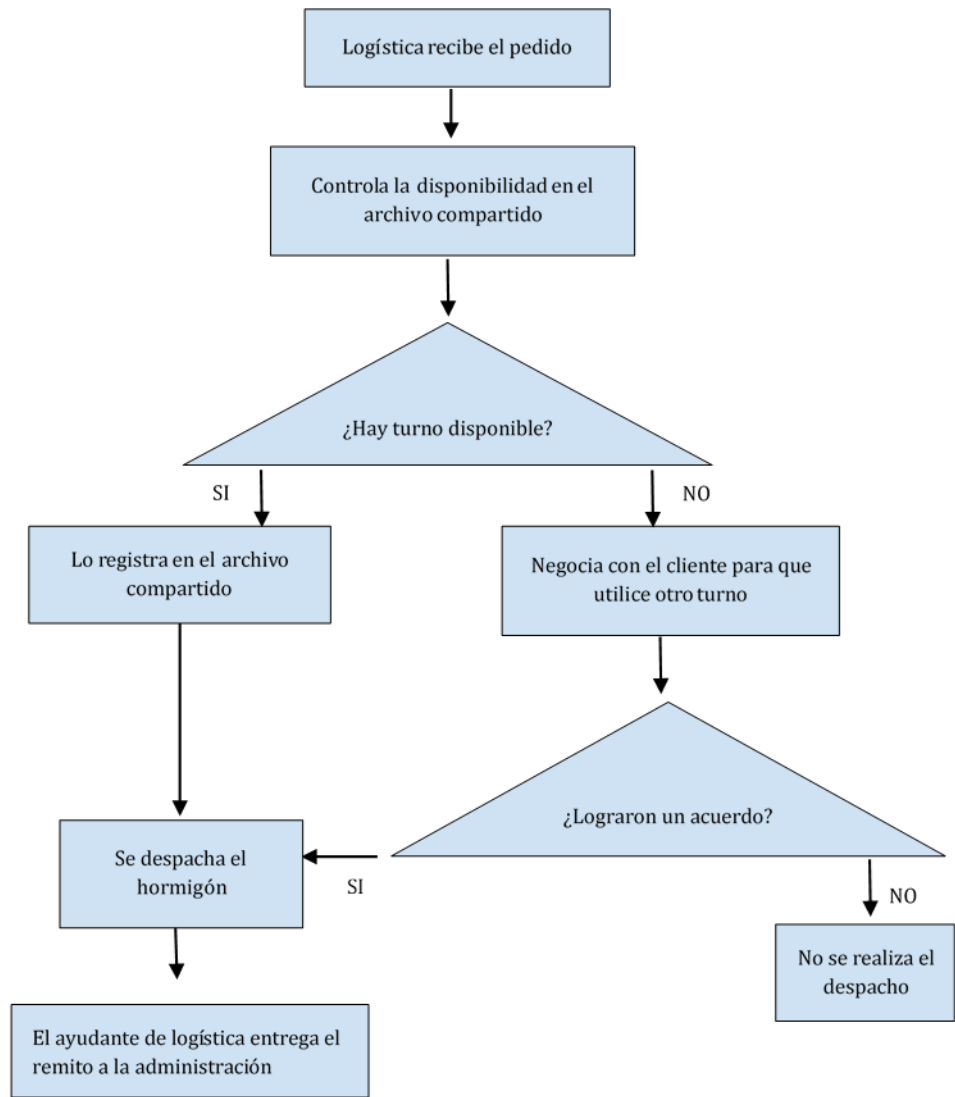 Logística recibe el pedido
Controla la disponibilidad en el
archivo compartido
¿Hay turno disponible?
SI
NO
Lo registra en el archivo
compartido
Negocia con el cliente para que
utilice otro turno
¿Lograron un acuerdo?
Se despacha el
hormigón
SI
NO
No se realiza el
despacho
El ayudante de logística entrega el
remito a la administración